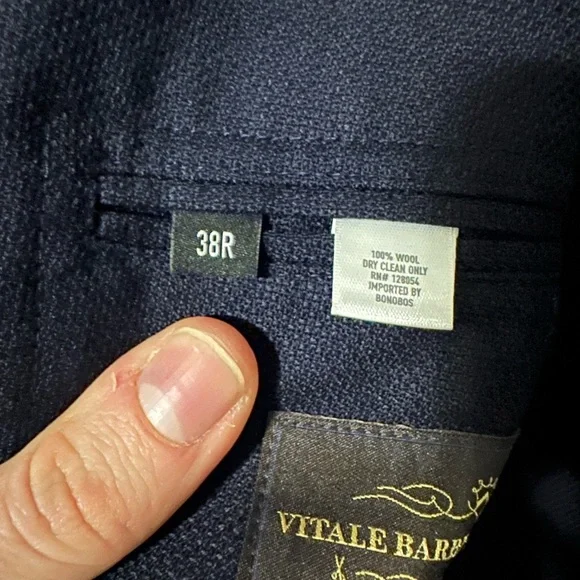 38R
100% WOOL
DRY CLEAN ONLY
RN# 128054
IMPORTED BY
BONOBOS
VITALE BARB